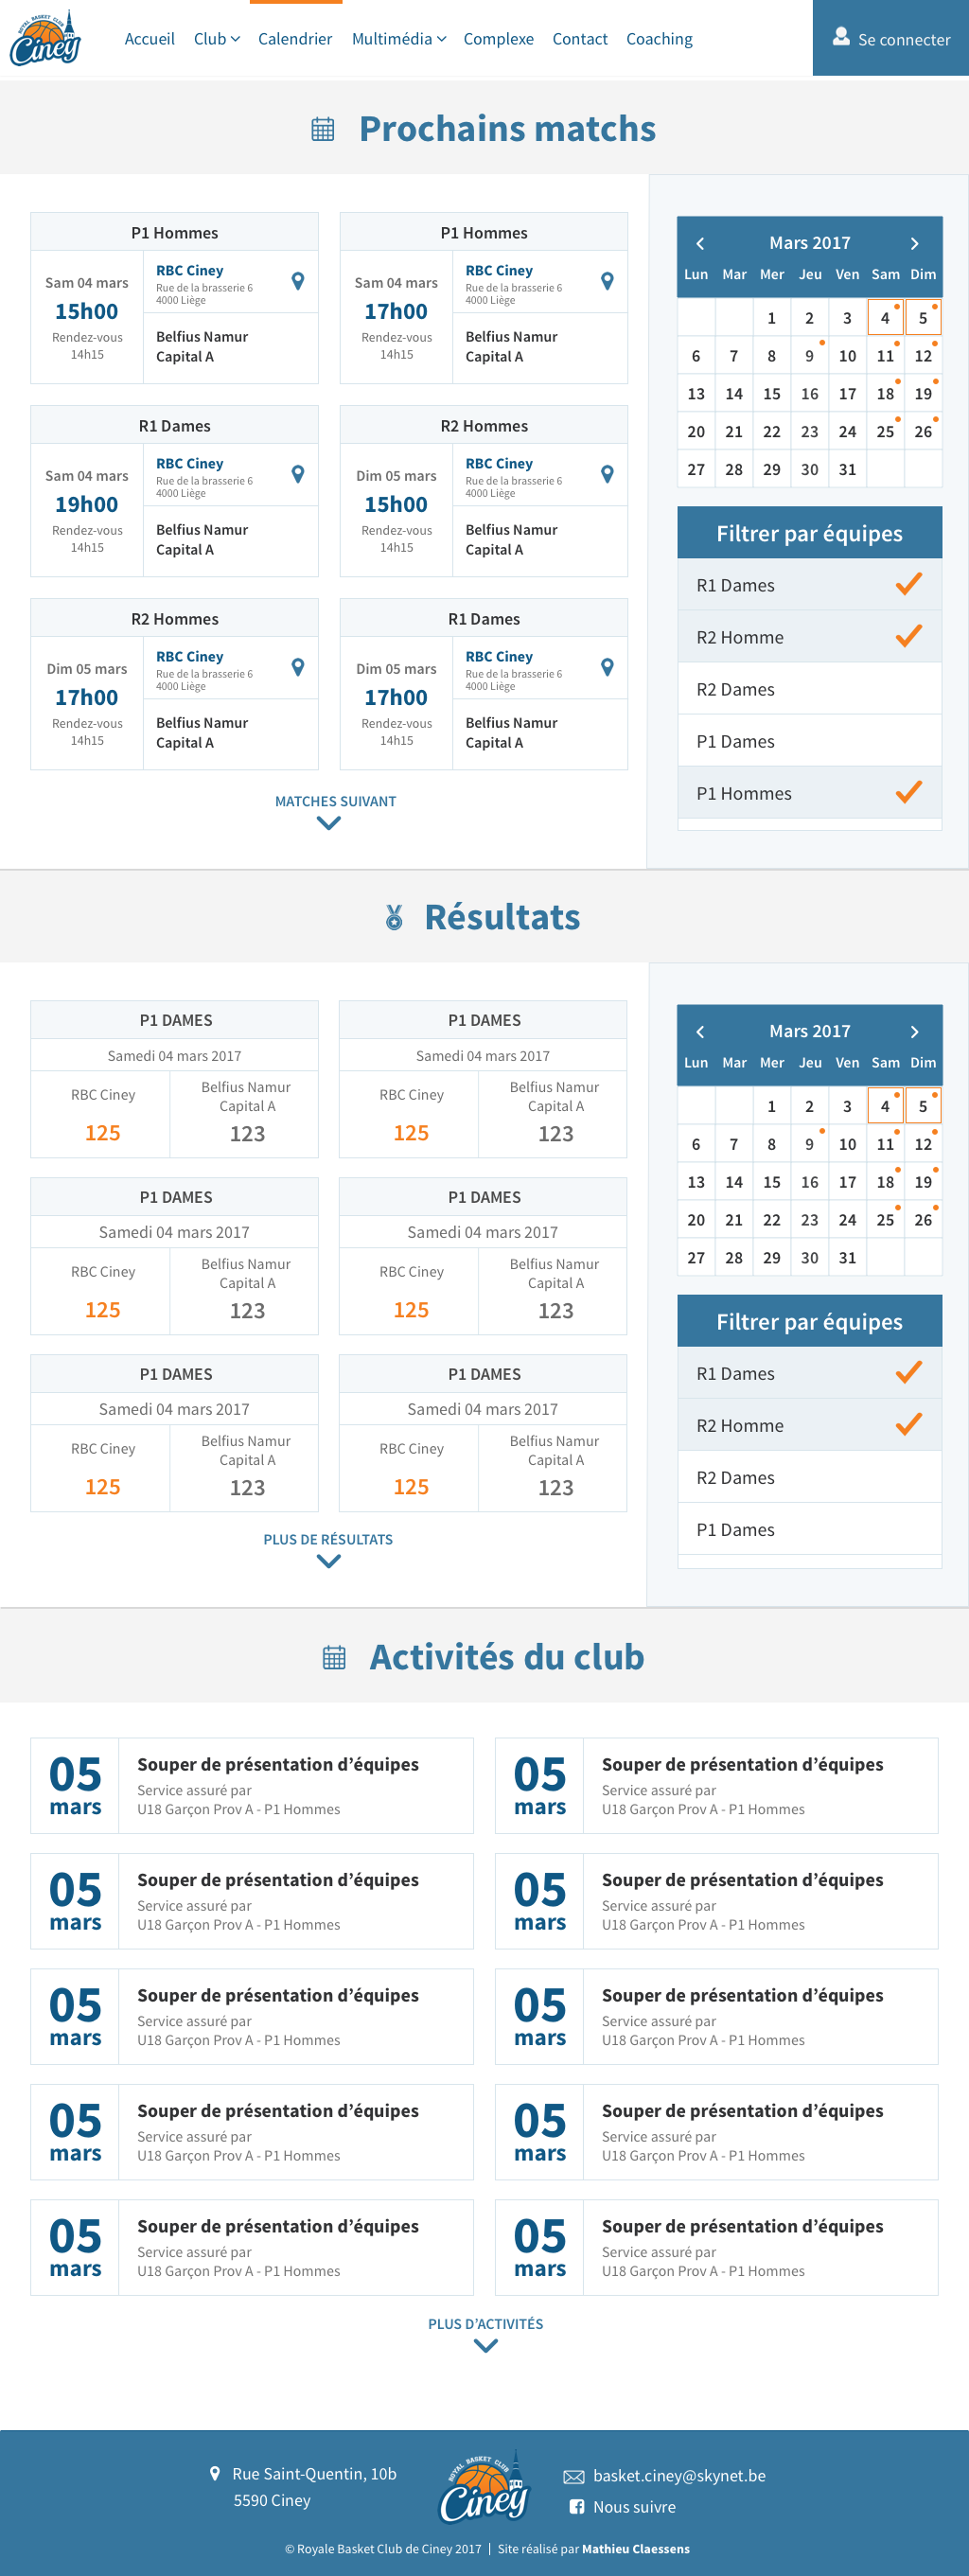 ROYAL BASKET CLUB
Ciney
Accueil Club Calendrier Multimédia Complexe Contact Coaching
Se connecter
Prochains matchs
P1 Hommes
Sam 04 mars
15h00
Rendez-vous
14h15
RBC Ciney
Rue de la brasserie 6
4000 Liège
Belfius Namur
Capital A
P1 Hommes
Sam 04 mars
17h00
Rendez-vous
14h15
RBC Ciney
Rue de la brasserie 6
4000 Liège
Belfius Namur
Capital A
R1 Dames
Sam 04 mars
19h00
Rendez-vous
14h15
RBC Ciney
Rue de la brasserie 6
4000 Liège
Belfius Namur
Capital A
R2 Hommes
Dim 05 mars
15h00
Rendez-vous
14h15
RBC Ciney
Rue de la brasserie 6
4000 Liège
Belfius Namur
Capital A
R2 Hommes
Dim 05 mars
17h00
Rendez-vous
14h15
RBC Ciney
Rue de la brasserie 6
4000 Liège
Belfius Namur
Capital A
R1 Dames
Dim 05 mars
17h00
Rendez-vous
14h15
RBC Ciney
Rue de la brasserie 6
4000 Liège
Belfius Namur
Capital A
MATCHES SUIVANT
Mars 2017
Lun Mar Mer Jeu Ven Sam Dim
1 2 3 4 5
6 7 8 9 10 11 12
13 14 15 16 17 18 19
20 21 22 23 24 25 26
27 28 29 30 31
Filtrer par équipes
R1 Dames
R2 Homme
R2 Dames
P1 Dames
P1 Hommes
Résultats
P1 DAMES
Samedi 04 mars 2017
RBC Ciney
125
Belfius Namur
Capital A
123
P1 DAMES
Samedi 04 mars 2017
RBC Ciney
125
Belfius Namur
Capital A
123
P1 DAMES
Samedi 04 mars 2017
RBC Ciney
125
Belfius Namur
Capital A
123
P1 DAMES
Samedi 04 mars 2017
RBC Ciney
125
Belfius Namur
Capital A
123
P1 DAMES
Samedi 04 mars 2017
RBC Ciney
125
Belfius Namur
Capital A
123
P1 DAMES
Samedi 04 mars 2017
RBC Ciney
125
Belfius Namur
Capital A
123
PLUS DE RÉSULTATS
Mars 2017
Lun Mar Mer Jeu Ven Sam Dim
1 2 3 4 5
6 7 8 9 10 11 12
13 14 15 16 17 18 19
20 21 22 23 24 25 26
27 28 29 30 31
Filtrer par équipes
R1 Dames
R2 Homme
R2 Dames
P1 Dames
Activités du club
05
mars
Souper de présentation d’équipes
Service assuré par
U18 Garçon Prov A - P1 Hommes
05
mars
Souper de présentation d’équipes
Service assuré par
U18 Garçon Prov A - P1 Hommes
05
mars
Souper de présentation d’équipes
Service assuré par
U18 Garçon Prov A - P1 Hommes
05
mars
Souper de présentation d’équipes
Service assuré par
U18 Garçon Prov A - P1 Hommes
05
mars
Souper de présentation d’équipes
Service assuré par
U18 Garçon Prov A - P1 Hommes
05
mars
Souper de présentation d’équipes
Service assuré par
U18 Garçon Prov A - P1 Hommes
05
mars
Souper de présentation d’équipes
Service assuré par
U18 Garçon Prov A - P1 Hommes
05
mars
Souper de présentation d’équipes
Service assuré par
U18 Garçon Prov A - P1 Hommes
05
mars
Souper de présentation d’équipes
Service assuré par
U18 Garçon Prov A - P1 Hommes
05
mars
Souper de présentation d’équipes
Service assuré par
U18 Garçon Prov A - P1 Hommes
PLUS D’ACTIVITÉS
Rue Saint-Quentin, 10b
5590 Ciney
ROYAL BASKET CLUB
Ciney
basket.ciney@skynet.be
Nous suivre
© Royale Basket Club de Ciney 2017 | Site réalisé par Mathieu Claessens